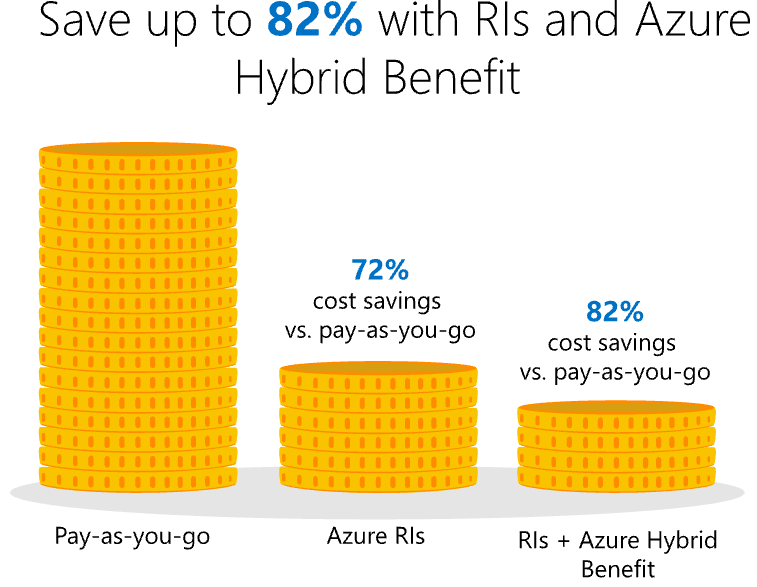 Save up to 82% with RIs and Azure
Hybrid Benefit
72%
cost savings
vs. pay-as-you-go
82%
cost savings
vs. pay-as-you-go
Pay-as-you-go
Azure RIs
RIs + Azure Hybrid
Benefit